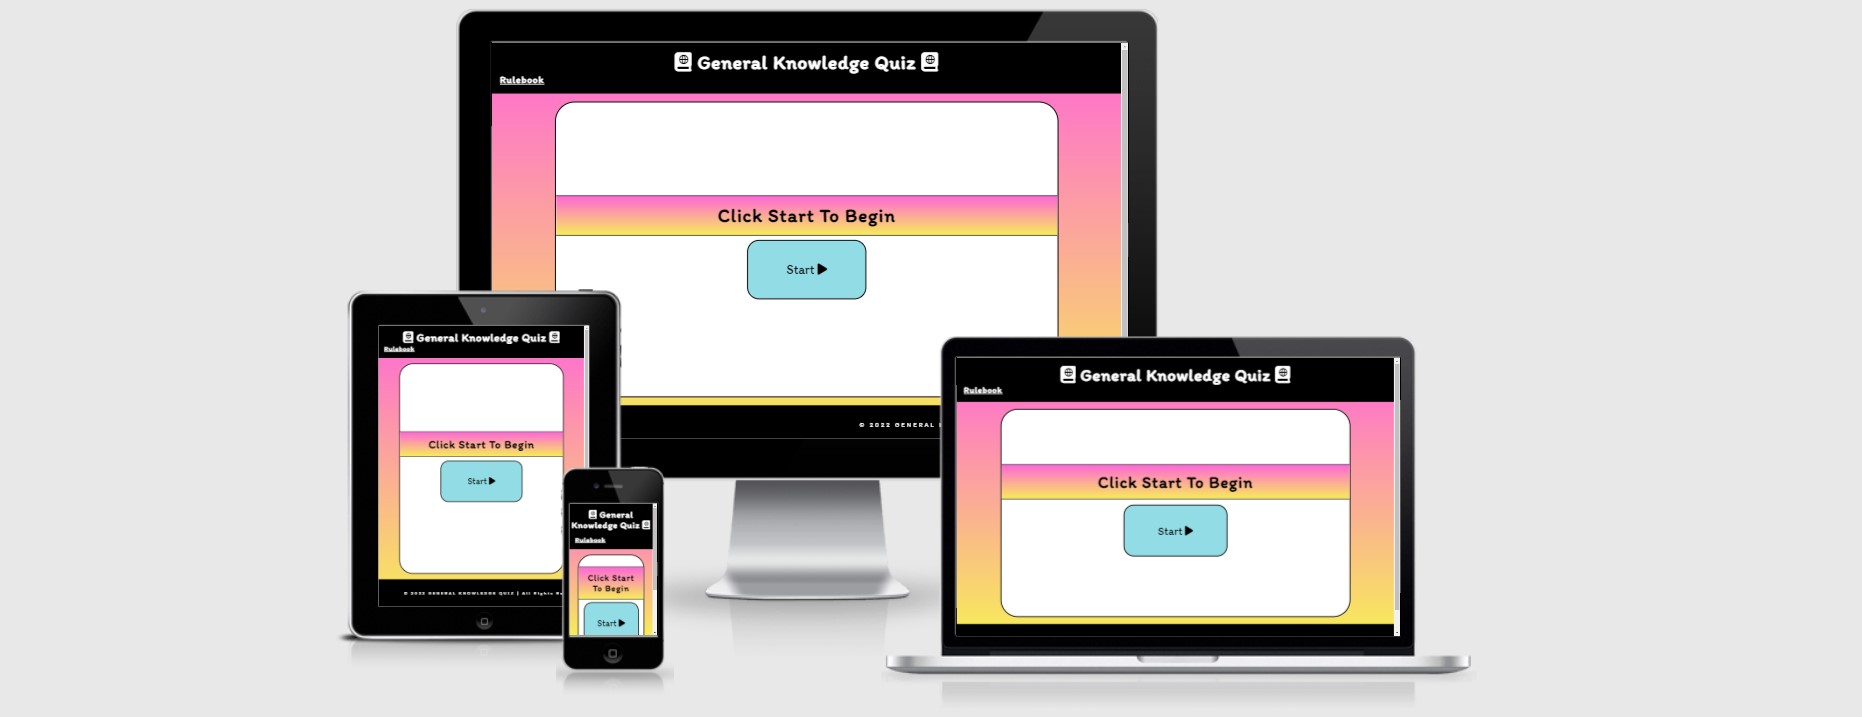 General Knowledge Quiz
Rulebook
Click Start To Begin
Start
© 2022 GENERAL
General Knowledge Quiz
Rulebook
Click Start To Begin
Start
© 2022 GENERAL KNOWLEDGE QUIZ | All Rights
General
Knowledge Quiz
Rulebook
Click Start
To Begin
Start
General Knowledge Quiz
Rulebook
Click Start To Begin
Start